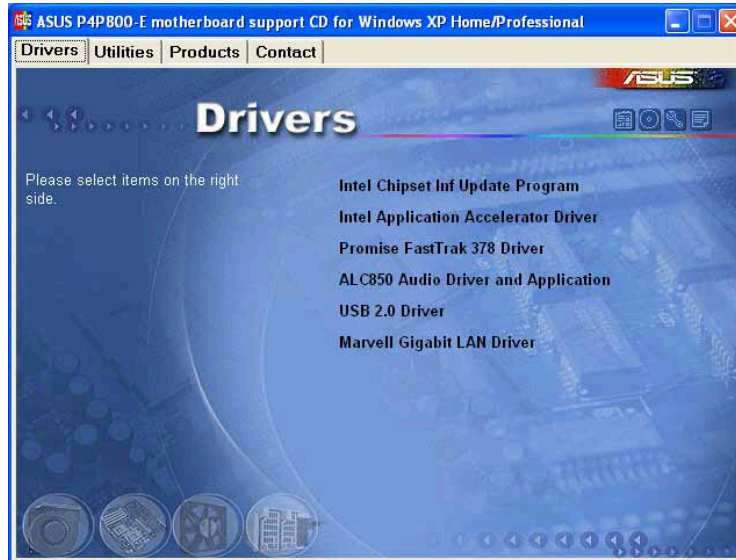 ASUS P4P800-E motherboard support CD for Windows XP Home/Professional
Drivers Utilities Products Contact
ASUS
Drivers
Please select items on the right
side.
Intel Chipset Inf Update Program
Intel Application Accelerator Driver
Promise FastTrak 378 Driver
ALC850 Audio Driver and Application
USB 2.0 Driver
Marvell Gigabit LAN Driver